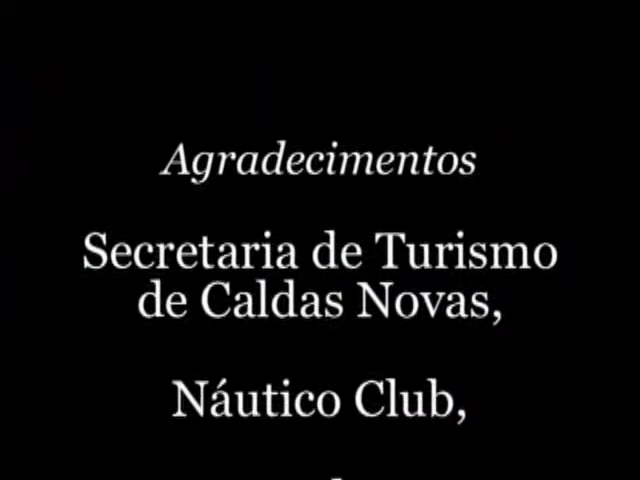 Agradecimentos
Secretaria de Turismo
de Caldas Novas,
Náutico Club,